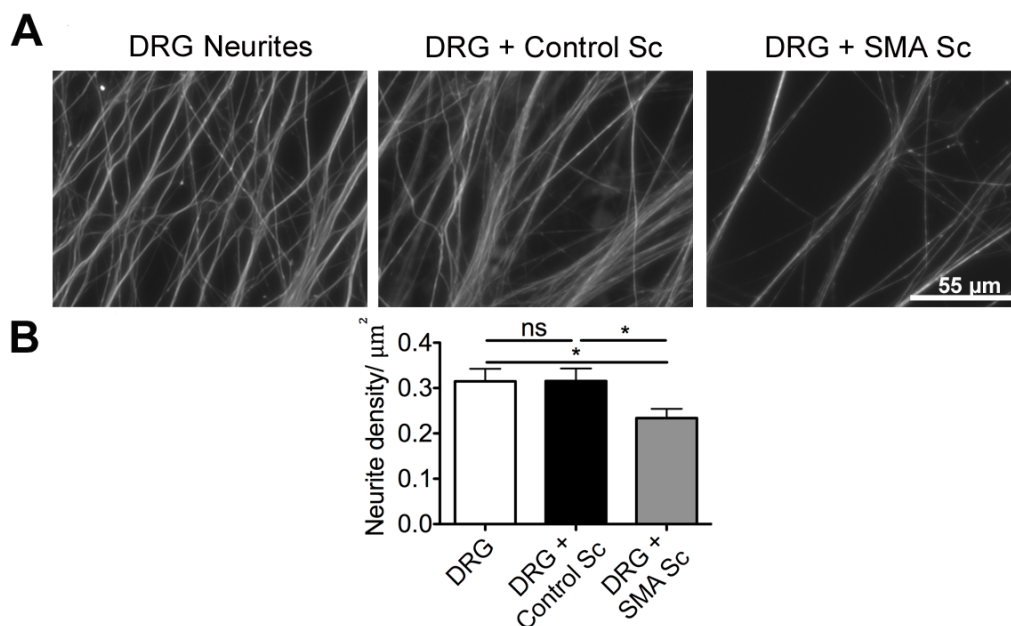 A
DRG Neurites
DRG + Control Sc
DRG + SMA Sc
55 µm
B
Neurite density/ µm²
ns
*
*
0.4
0.3
0.2
0.1
0.0
DRG
DRG +
Control Sc
DRG +
SMA Sc